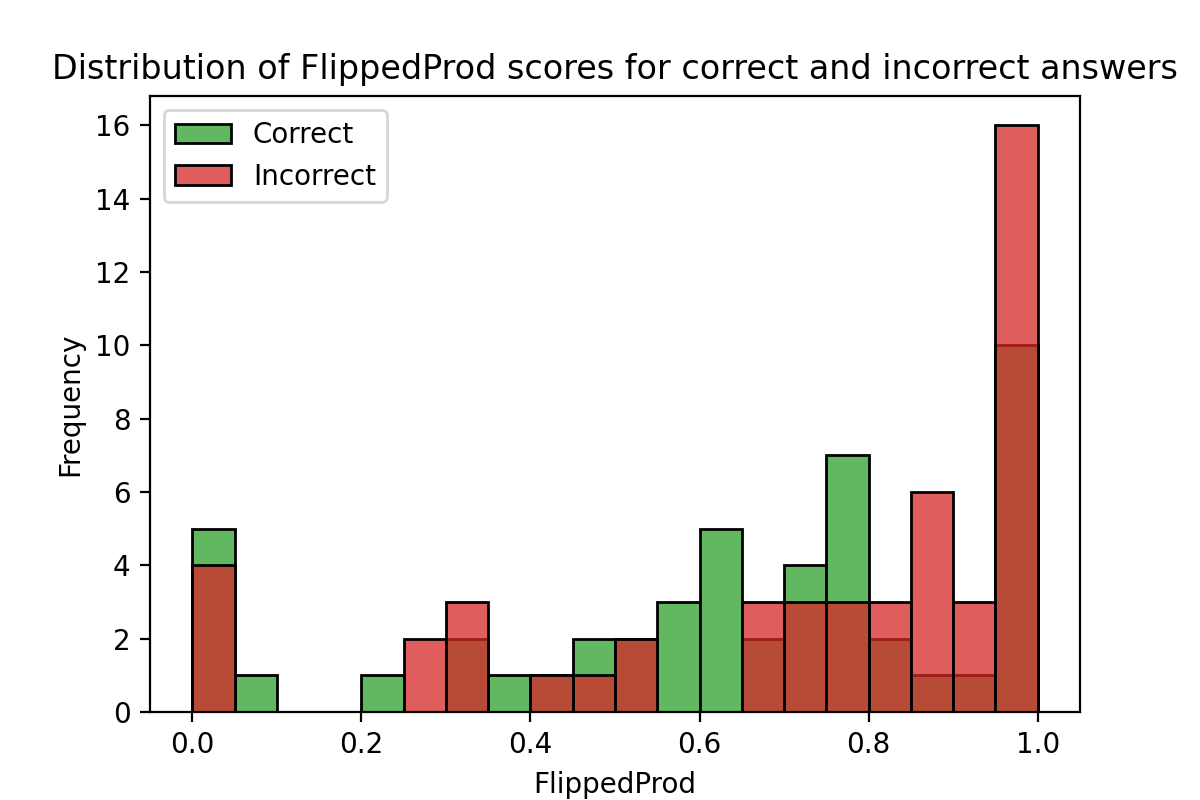 Distribution of FlippedProd scores for correct and incorrect answers
Correct
Incorrect
16
14
12
10
8
6
4
2
0
Frequency
0.0 0.2 0.4 0.6 0.8 1.0
FlippedProd